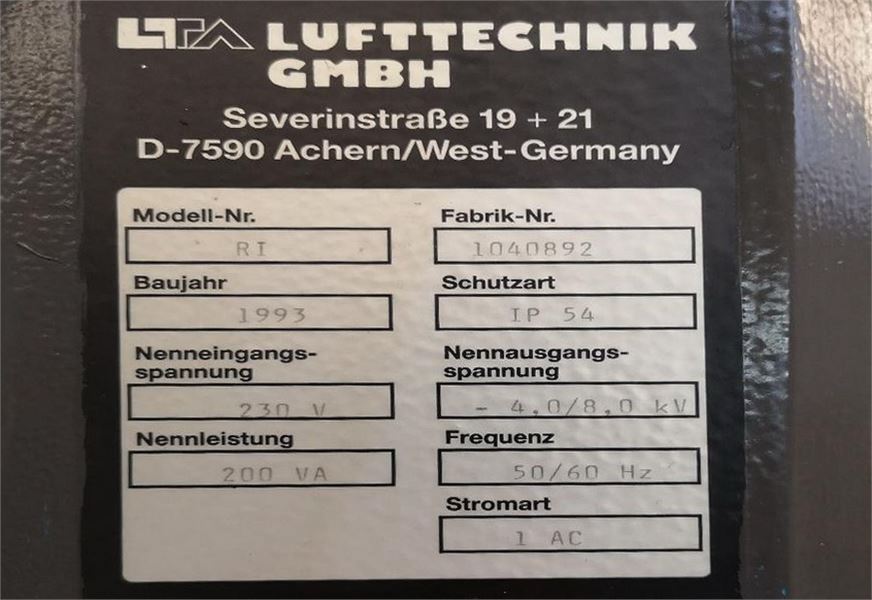 LTA LUFTTECHNIK
GMBH
Severinstraße 19 + 21
D-7590 Achern/West-Germany
Modell-Nr.
RI
Fabrik-Nr.
1040892
Baujahr
1993
Schutzart
IP 54
Nenneingangs-
spannung
230 V
Nennausgangs-
spannung
- 4,0/8,0 kV
Nennleistung
200 VA
Frequenz
50/60 Hz
Stromart
1 AC